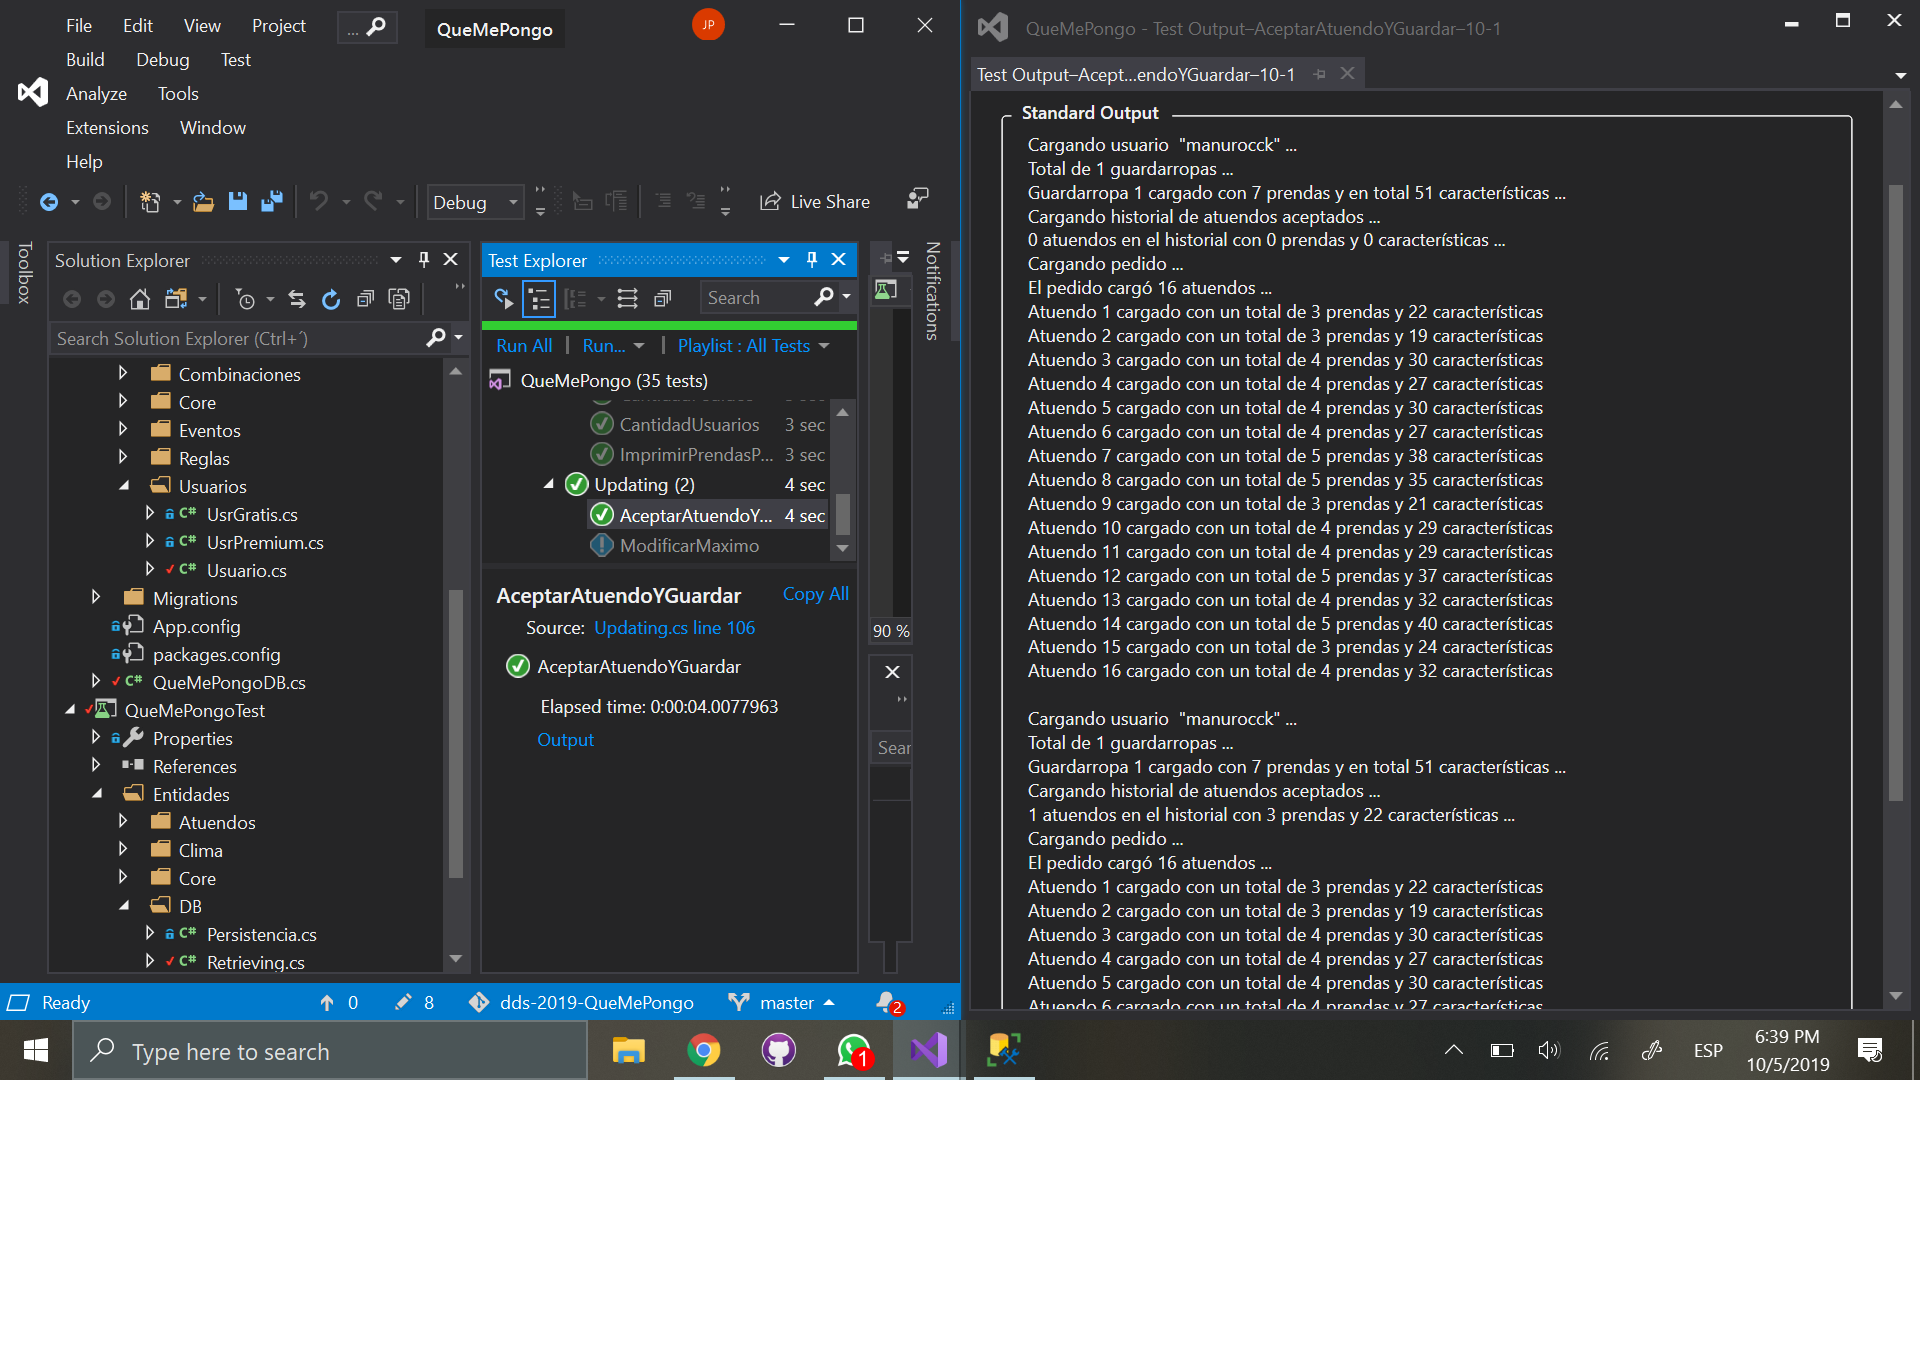 File Edit View Project ... QueMePongo JP
Build Debug Test
Analyze Tools
Extensions Window
Help
Debug Live Share
Toolbox
Solution Explorer
Search Solution Explorer (Ctrl+´)
Combinaciones
Core
Eventos
Reglas
Usuarios
C# UsrGratis.cs
C# UsrPremium.cs
C# Usuario.cs
Migrations
App.config
packages.config
C# QueMePongoDB.cs
QueMePongoTest
Properties
References
Entidades
Atuendos
Clima
Core
DB
C# Persistencia.cs
C# Retrieving.cs
Test Explorer
Search
Run All | Run... | Playlist : All Tests
QueMePongo (35 tests)
CantidadUsuarios 3 sec
ImprimirPrendasP... 3 sec
Updating (2) 4 sec
AceptarAtuendoY... 4 sec
ModificarMaximo
AceptarAtuendoYGuardar Copy All
Source: Updating.cs line 106
AceptarAtuendoYGuardar
Elapsed time: 0:00:04.0077963
Output
90 %
Sear
Notifications
Ready 0 8 dds-2019-QueMePongo master 2
QueMePongo - Test Output–AceptarAtuendoYGuardar–10-1
Test Output–Acept...endoYGuardar–10-1
Standard Output
Cargando usuario "manurocck" ...
Total de 1 guardarropas ...
Guardarropa 1 cargado con 7 prendas y en total 51 características ...
Cargando historial de atuendos aceptados ...
0 atuendos en el historial con 0 prendas y 0 características ...
Cargando pedido ...
El pedido cargó 16 atuendos ...
Atuendo 1 cargado con un total de 3 prendas y 22 características
Atuendo 2 cargado con un total de 3 prendas y 19 características
Atuendo 3 cargado con un total de 4 prendas y 30 características
Atuendo 4 cargado con un total de 4 prendas y 27 características
Atuendo 5 cargado con un total de 4 prendas y 30 características
Atuendo 6 cargado con un total de 4 prendas y 27 características
Atuendo 7 cargado con un total de 5 prendas y 38 características
Atuendo 8 cargado con un total de 5 prendas y 35 características
Atuendo 9 cargado con un total de 3 prendas y 21 características
Atuendo 10 cargado con un total de 4 prendas y 29 características
Atuendo 11 cargado con un total de 4 prendas y 29 características
Atuendo 12 cargado con un total de 5 prendas y 37 características
Atuendo 13 cargado con un total de 4 prendas y 32 características
Atuendo 14 cargado con un total de 5 prendas y 40 características
Atuendo 15 cargado con un total de 3 prendas y 24 características
Atuendo 16 cargado con un total de 4 prendas y 32 características
Cargando usuario "manurocck" ...
Total de 1 guardarropas ...
Guardarropa 1 cargado con 7 prendas y en total 51 características ...
Cargando historial de atuendos aceptados ...
1 atuendos en el historial con 3 prendas y 22 características ...
Cargando pedido ...
El pedido cargó 16 atuendos ...
Atuendo 1 cargado con un total de 3 prendas y 22 características
Atuendo 2 cargado con un total de 3 prendas y 19 características
Atuendo 3 cargado con un total de 4 prendas y 30 características
Atuendo 4 cargado con un total de 4 prendas y 27 características
Atuendo 5 cargado con un total de 4 prendas y 30 características
Atuendo 6 cargado con un total de 4 prendas y 27 características
Type here to search
1
ESP
6:39 PM
10/5/2019